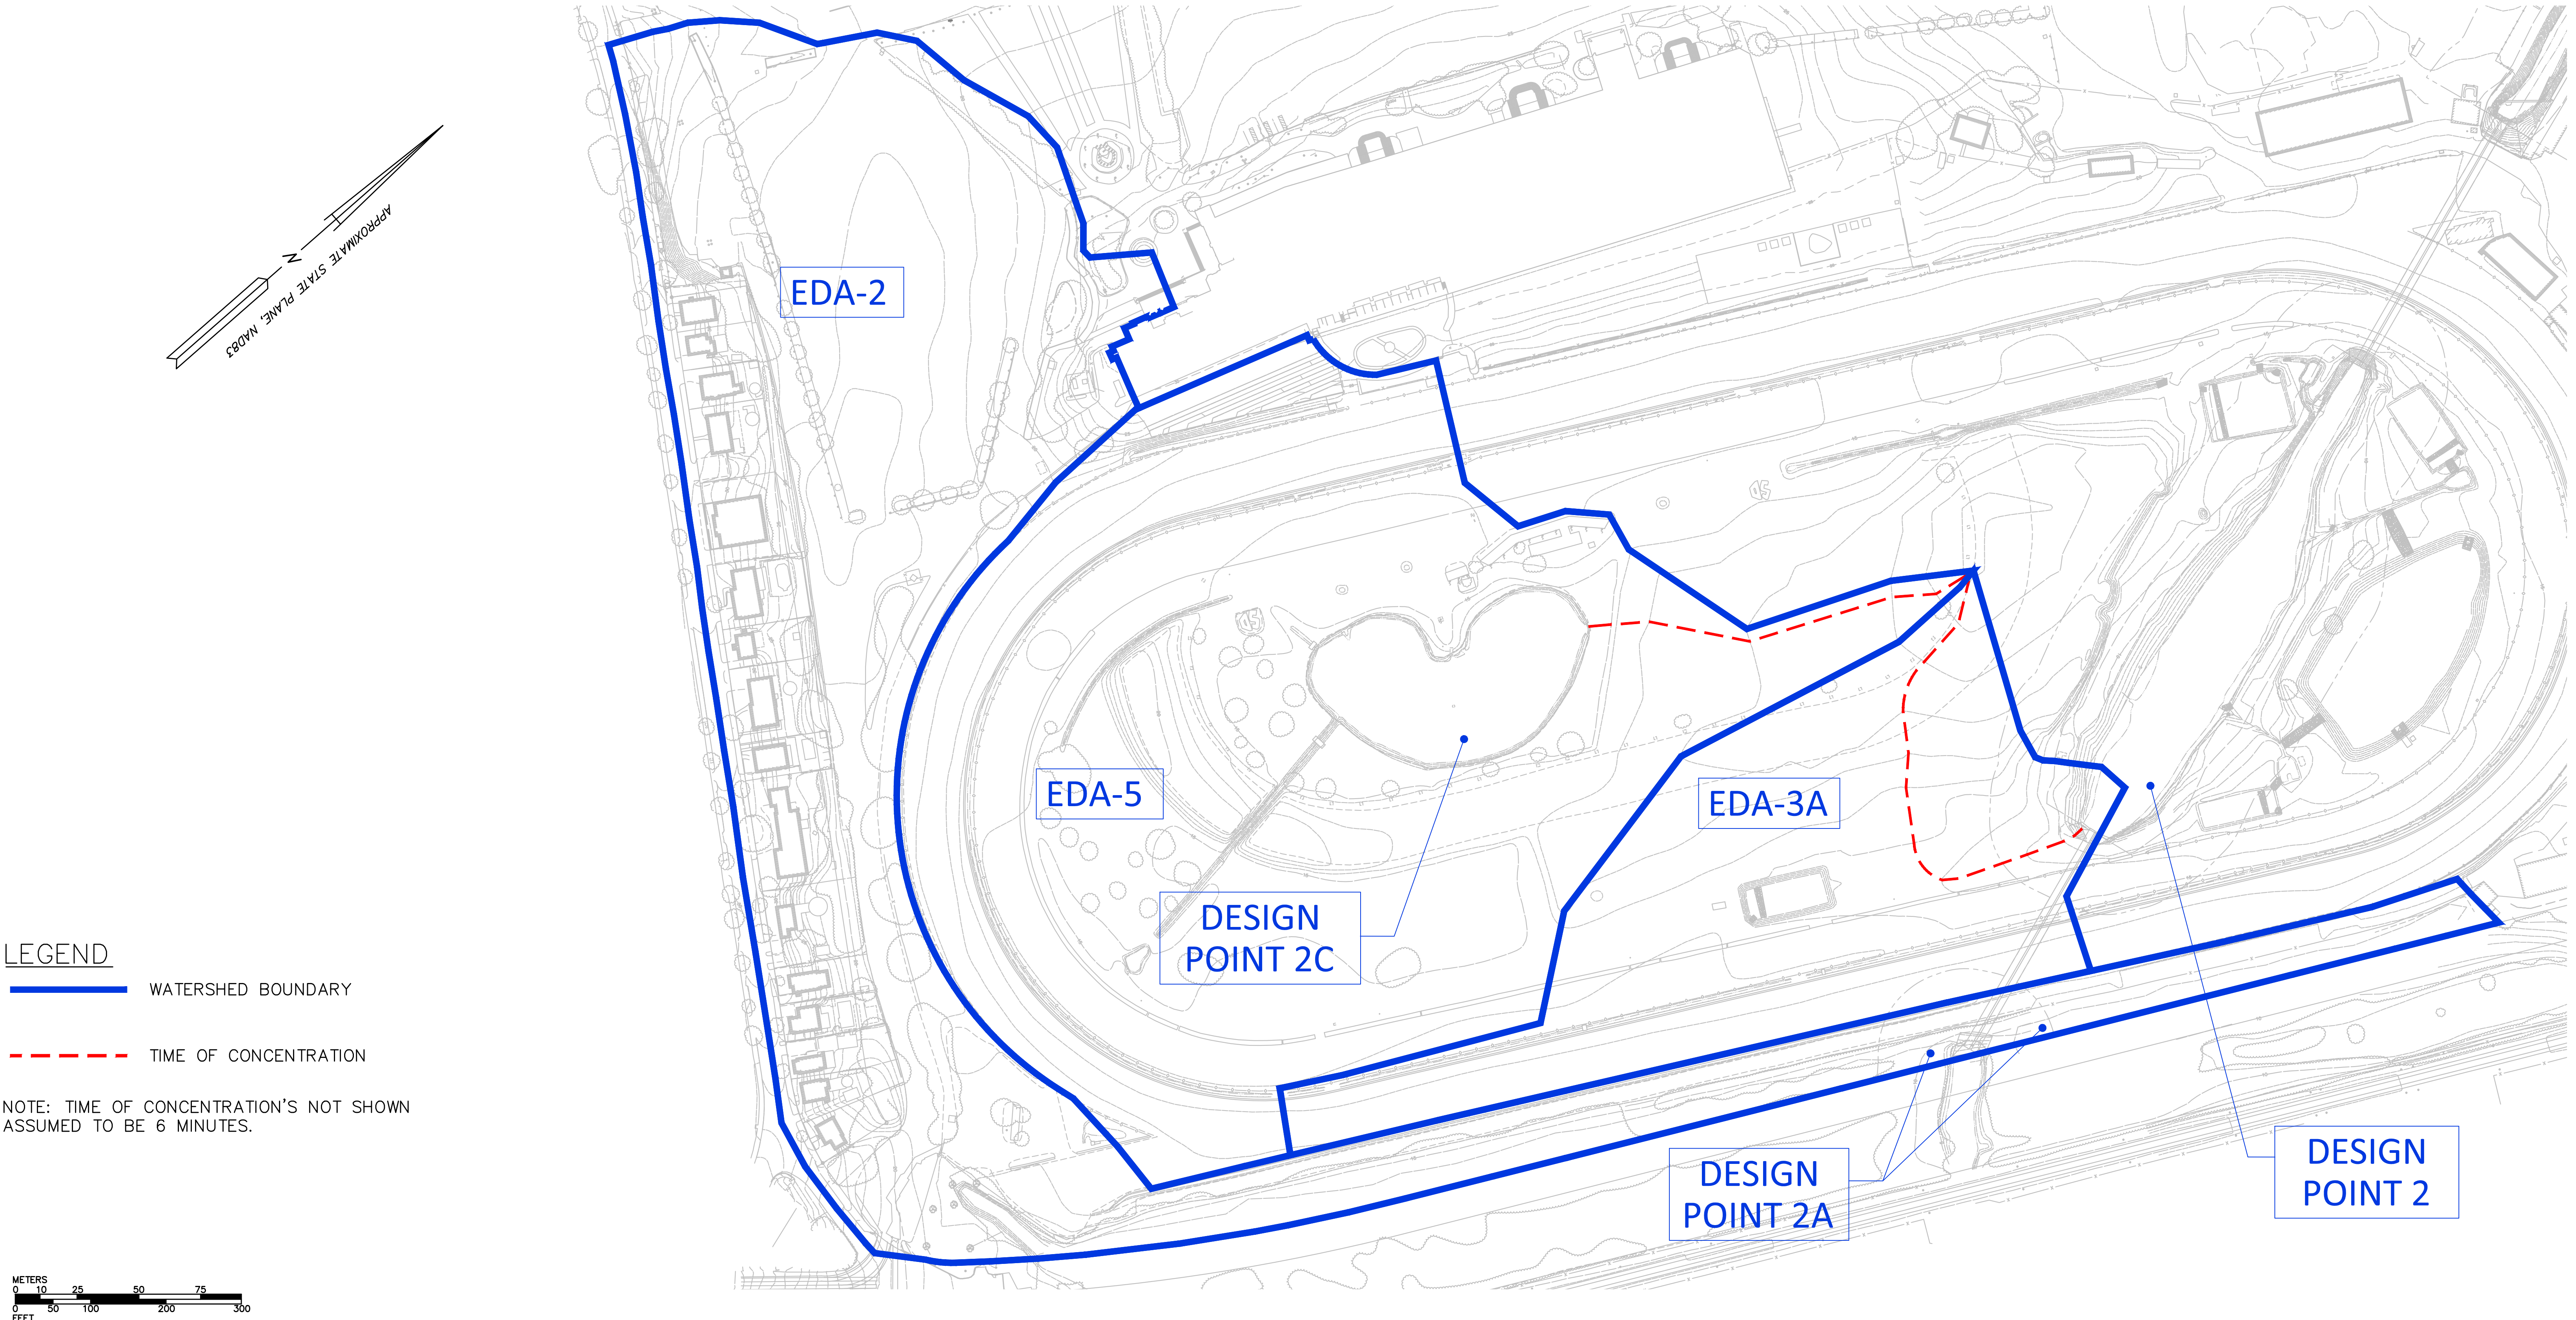 APPROXIMATE STATE PLANE, NAD83
N
EDA-2
EDA-5
EDA-3A
DESIGN
POINT 2C
DESIGN
POINT 2A
DESIGN
POINT 2
LEGEND
WATERSHED BOUNDARY
TIME OF CONCENTRATION
NOTE: TIME OF CONCENTRATION'S NOT SHOWN
ASSUMED TO BE 6 MINUTES.
METERS
0 10 25 50 75
0 50 100 200 300
FEET